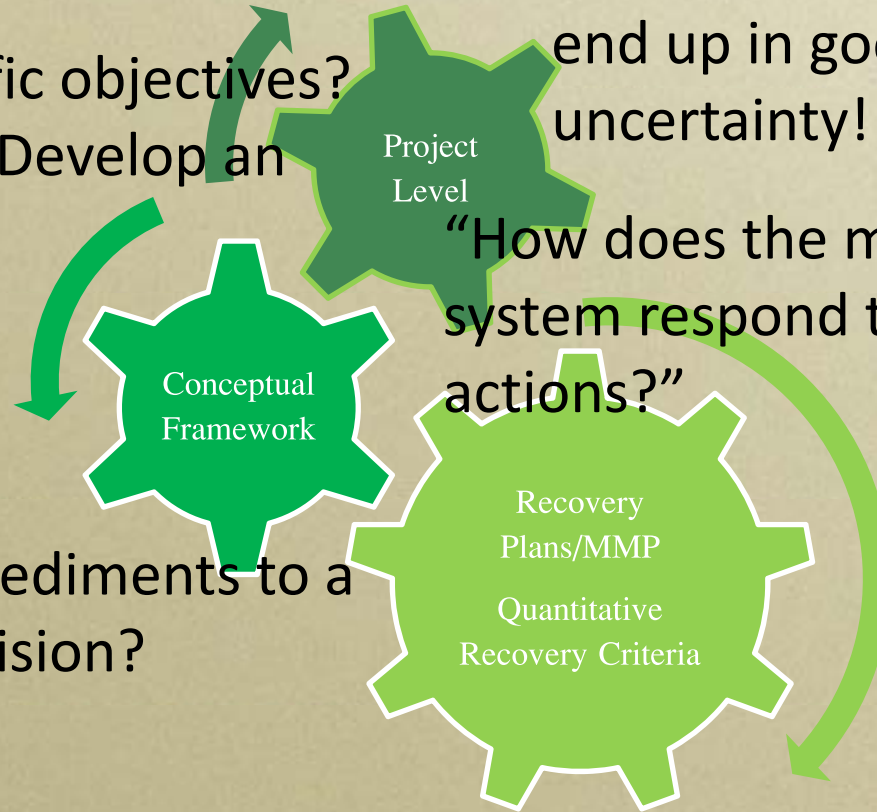 fic objectives?
Develop an
end up in goo
uncertainty!
Project
Level
“How does the m
system respond t
actions?”
Conceptual
Framework
Recovery
Plans/MMP
Quantitative
Recovery Criteria
ediments to a
ision?